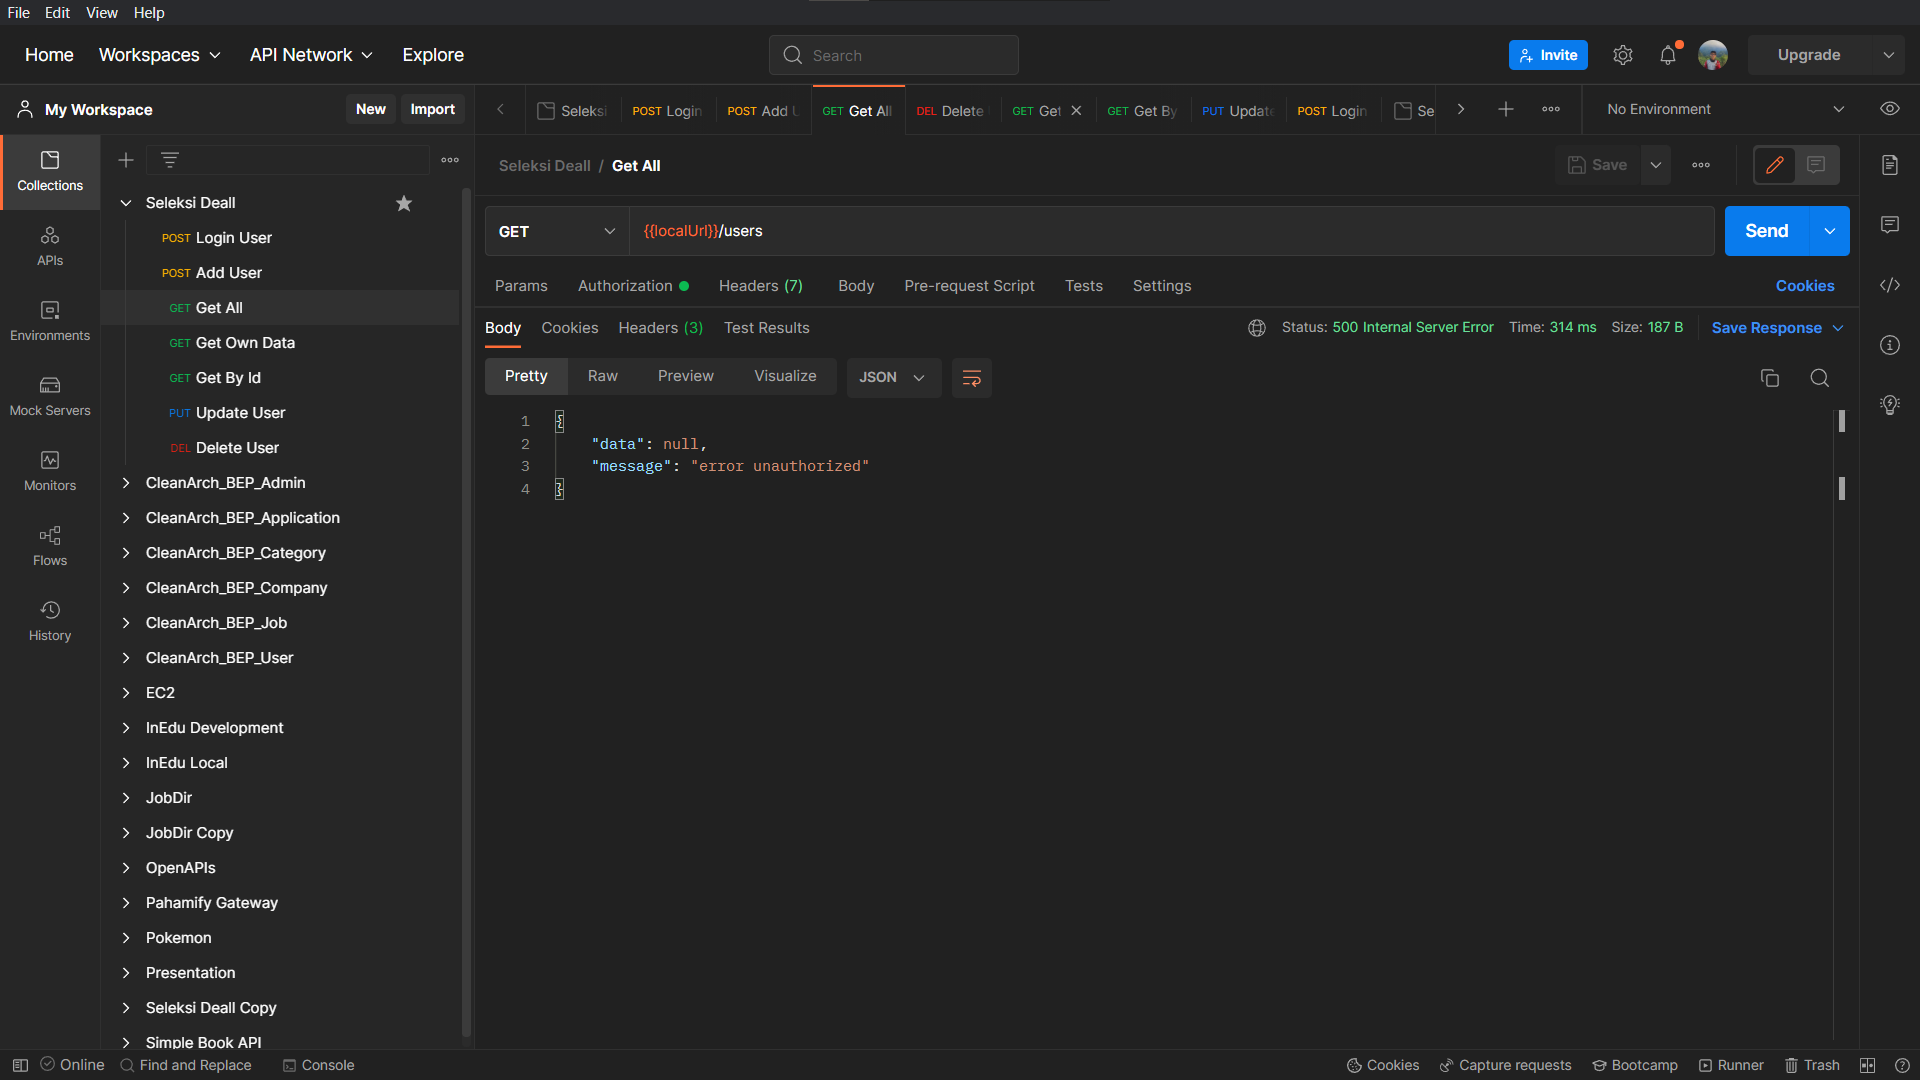 File Edit View Help
Home Workspaces API Network Explore Search Invite Upgrade
My Workspace New Import Seleksi POST Login POST Add U GET Get All DEL Delete GET Get GET Get By PUT Update POST Login Se No Environment
Seleksi Deall / Get All Save
GET {{localUrl}}/users Send
Params Authorization Headers (7) Body Pre-request Script Tests Settings Cookies
Body Cookies Headers (3) Test Results Status: 500 Internal Server Error Time: 314 ms Size: 187 B Save Response
Pretty Raw Preview Visualize JSON
1 {
2 "data": null,
3 "message": "error unauthorized"
4 }
Collections
APIs
Environments
Mock Servers
Monitors
Flows
History
Seleksi Deall
POST Login User
POST Add User
GET Get All
GET Get Own Data
GET Get By Id
PUT Update User
DEL Delete User
CleanArch_BEP_Admin
CleanArch_BEP_Application
CleanArch_BEP_Category
CleanArch_BEP_Company
CleanArch_BEP_Job
CleanArch_BEP_User
EC2
InEdu Development
InEdu Local
JobDir
JobDir Copy
OpenAPIs
Pahamify Gateway
Pokemon
Presentation
Seleksi Deall Copy
Simple Book API
Online Find and Replace Console Cookies Capture requests Bootcamp Runner Trash